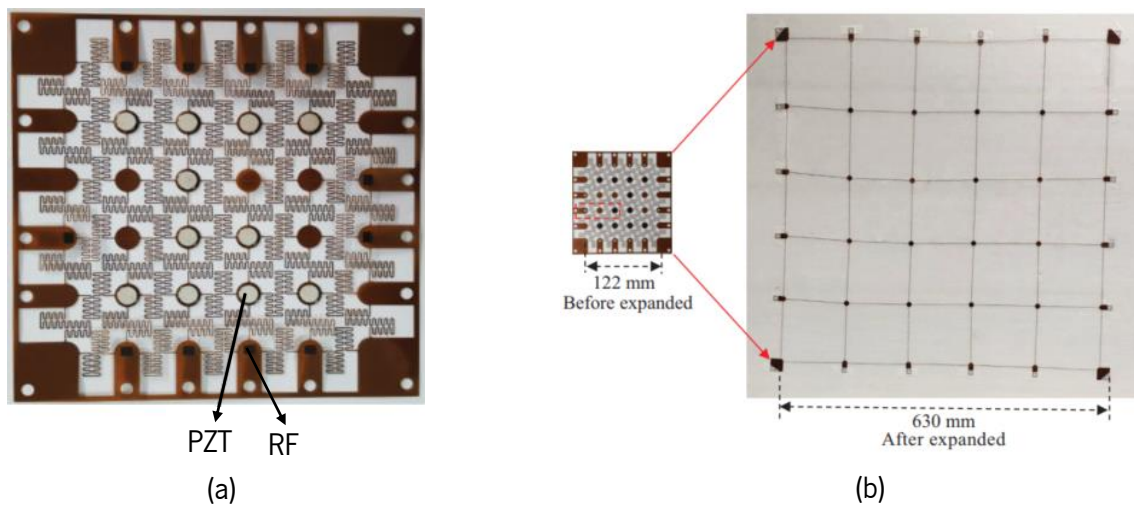 PZT RF
(a)
122 mm
Before expanded
630 mm
After expanded
(b)